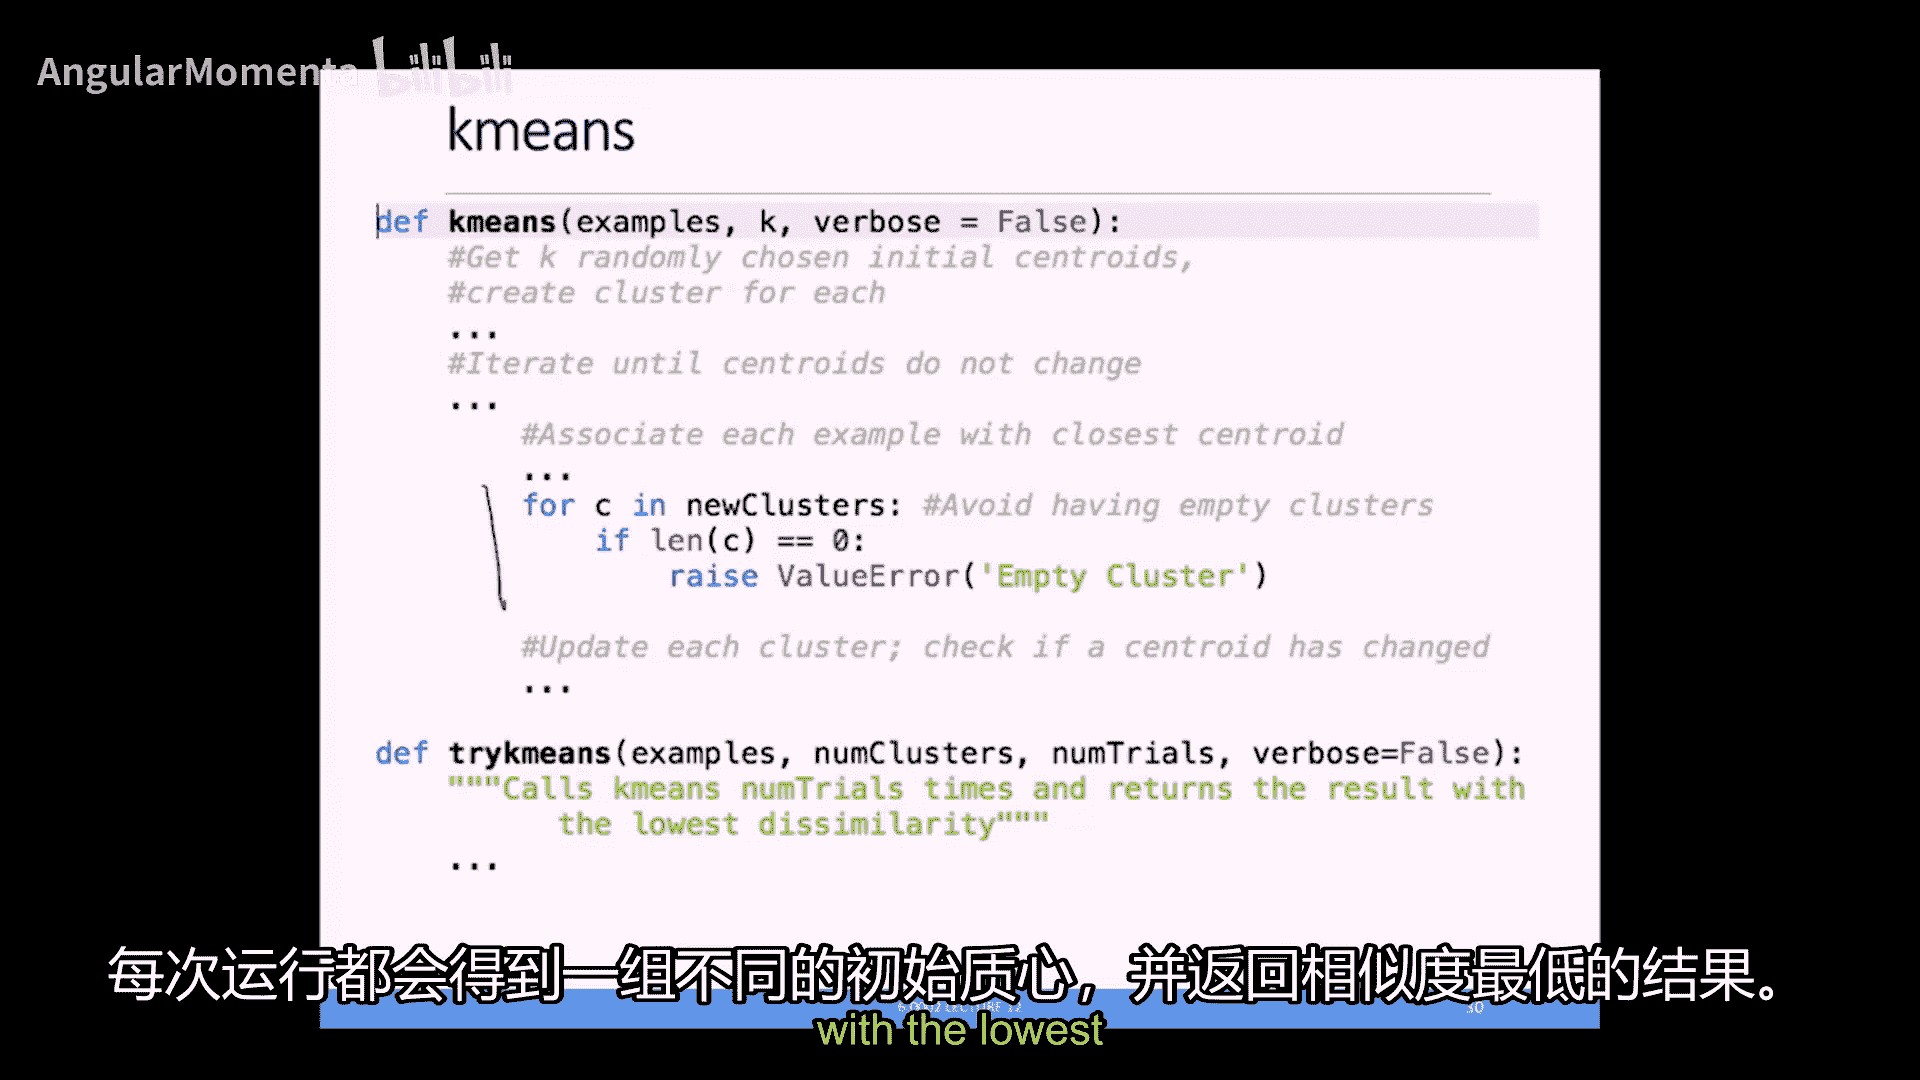 AngularMomenta bilibili
kmeans
def kmeans(examples, k, verbose = False):
#Get k randomly chosen initial centroids,
#create cluster for each
...
#Iterate until centroids do not change
...
#Associate each example with closest centroid
...
for c in newClusters: #Avoid having empty clusters
if len(c) == 0:
raise ValueError('Empty Cluster')
#Update each cluster; check if a centroid has changed
...
def trykmeans(examples, numClusters, numTrials, verbose=False):
"""Calls kmeans numTrials times and returns the result with
the lowest dissimilarity"""
...
每次运行都会得到一组不同的初始质心，并返回相似度最低的结果。
30
with the lowest